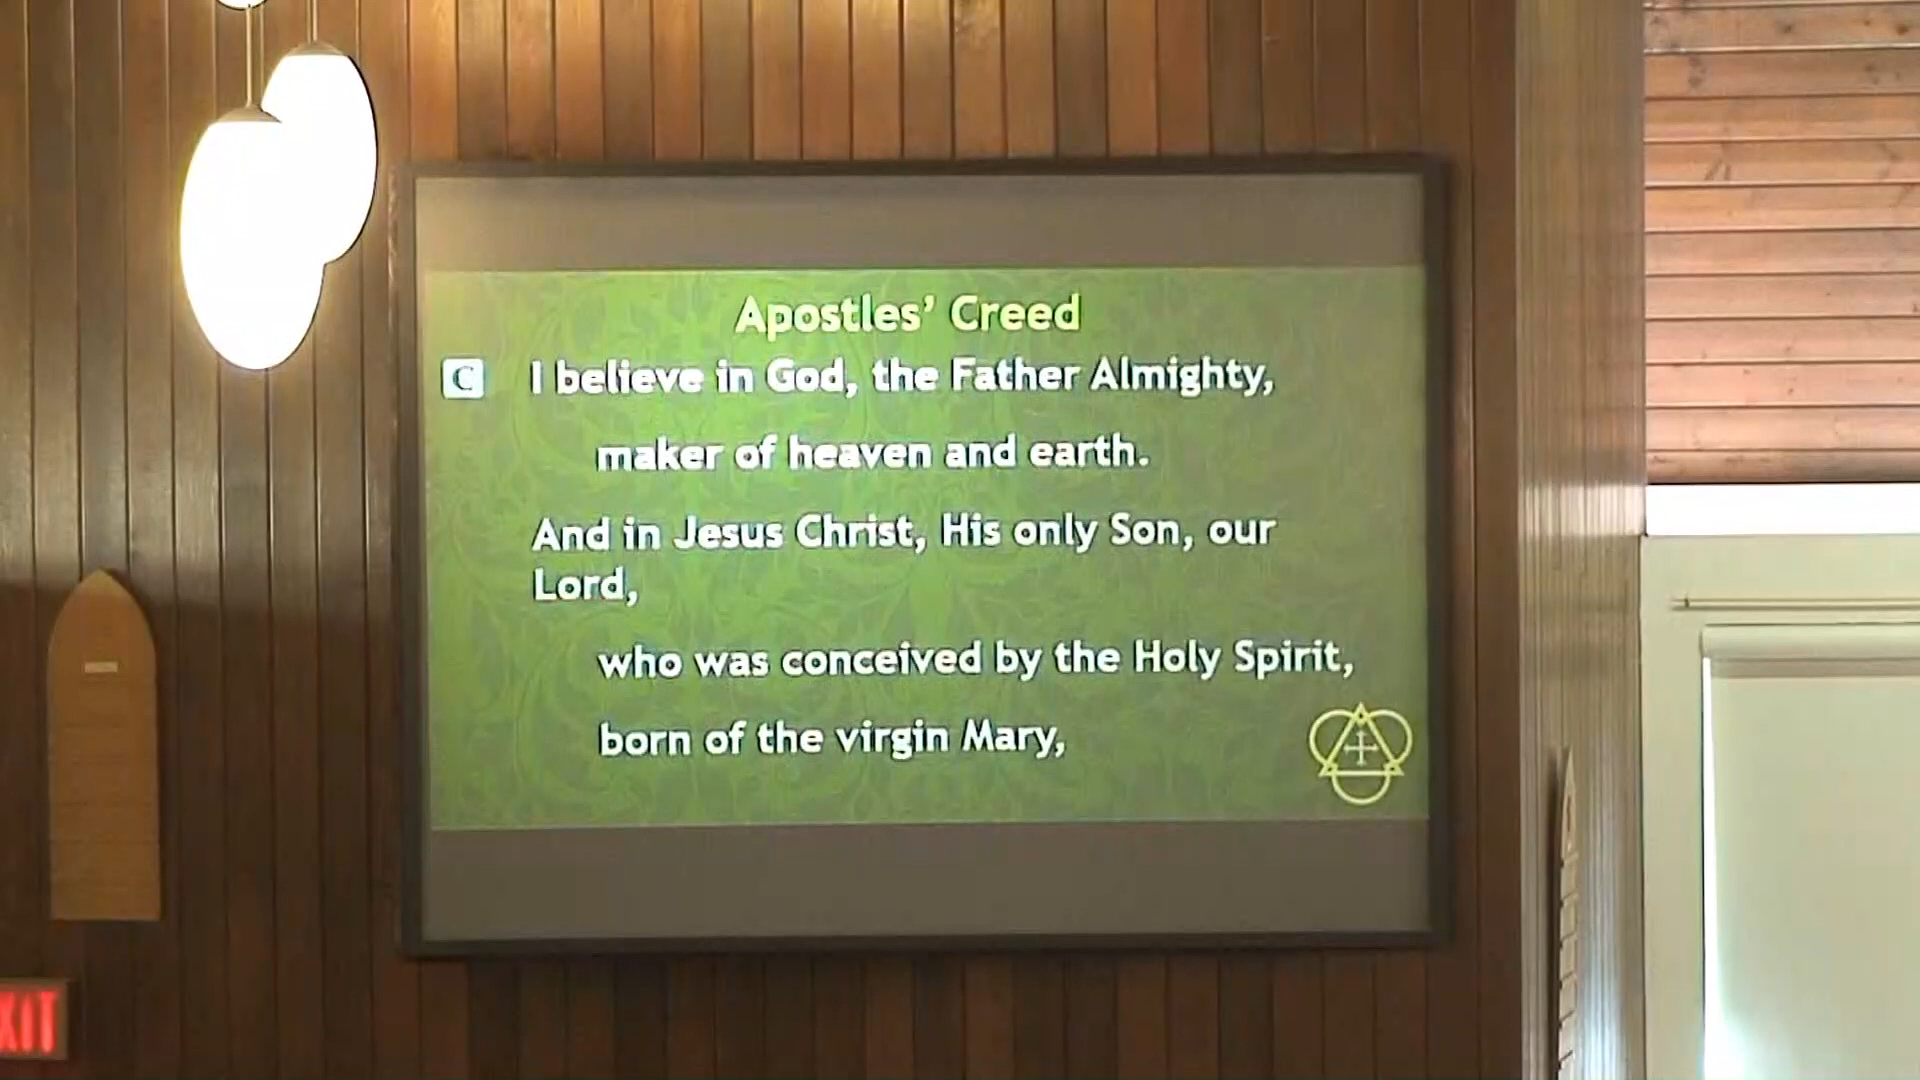 Apostles' Creed
C I believe in God, the Father Almighty,
maker of heaven and earth.
And in Jesus Christ, His only Son, our
Lord,
who was conceived by the Holy Spirit,
born of the virgin Mary,
EXIT